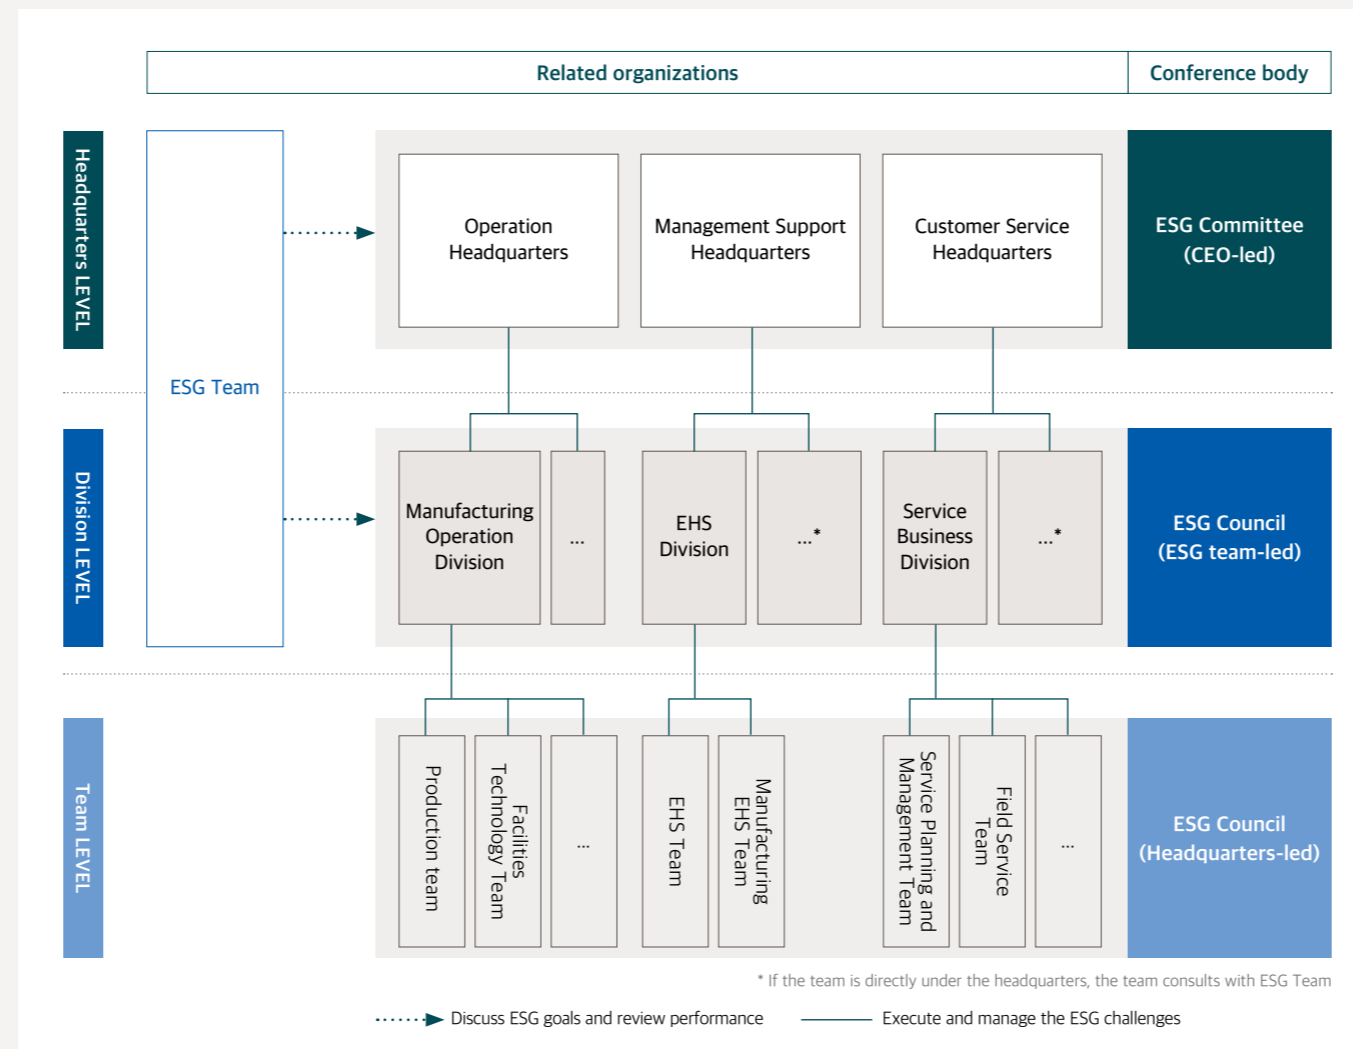 Related organizations
Conference body
Headquarters LEVEL
ESG Team
Operation
Headquarters
Management Support
Headquarters
Customer Service
Headquarters
ESG Committee
(CEO-led)
Division LEVEL
Manufacturing
Operation
Division
...
EHS
Division
...*
Service
Business
Division
...*
ESG Council
(ESG team-led)
Team LEVEL
Production team
Facilities
Technology Team
...
EHS Team
Manufacturing
EHS Team
Service Planning and
Management Team
Field Service
Team
...
ESG Council
(Headquarters-led)
* If the team is directly under the headquarters, the team consults with ESG Team
Discuss ESG goals and review performance
Execute and manage the ESG challenges